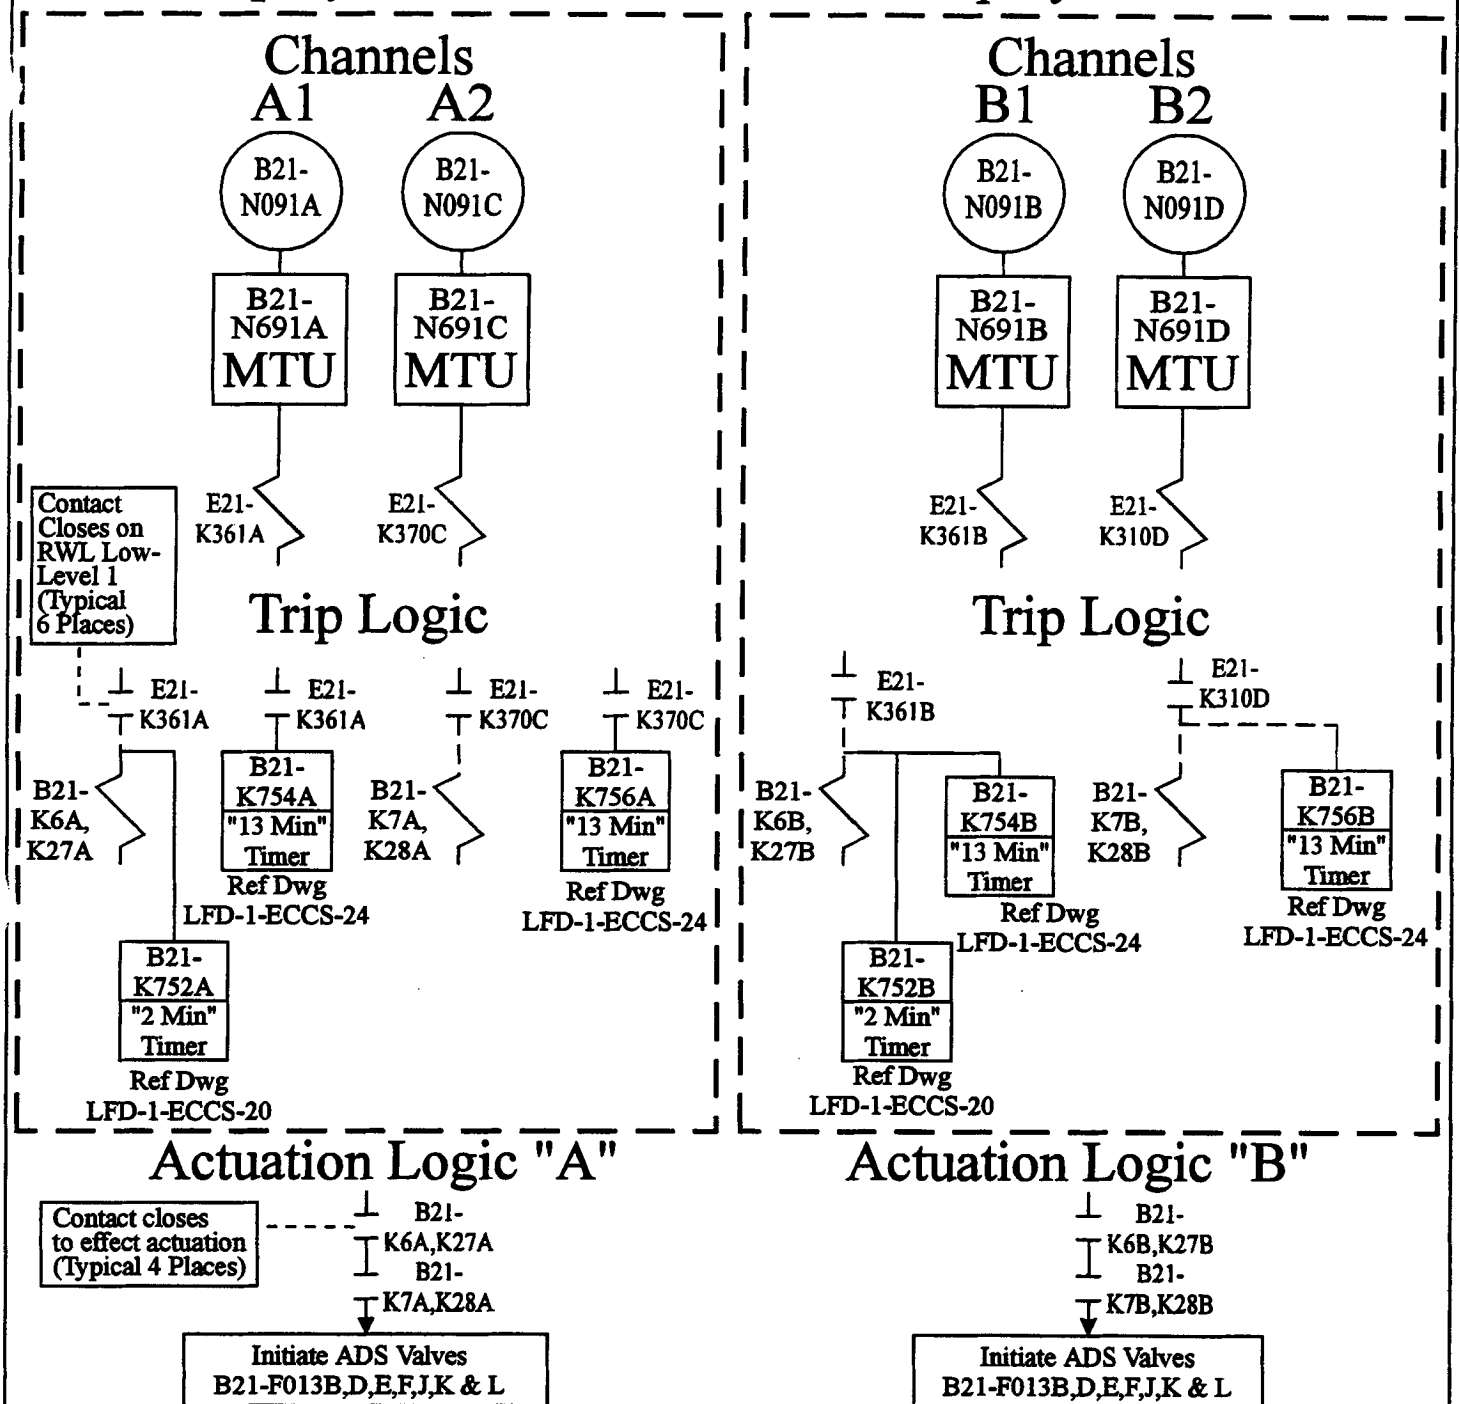 Channels
A1 A2
B21-
N091A
B21-
N091C
B21-
N691A
MTU
B21-
N691C
MTU
E21-
K361A
E21-
K370C
Contact
Closes on
RWL Low-
Level 1
(Typical
6 Places)
Trip Logic
E21-
K361A
E21-
K361A
E21-
K370C
E21-
K370C
B21-
K6A,
K27A
B21-
K754A
"13 Min"
Timer
Ref Dwg
LFD-1-ECCS-24
B21-
K7A,
K28A
B21-
K756A
"13 Min"
Timer
Ref Dwg
LFD-1-ECCS-24
B21-
K752A
"2 Min"
Timer
Ref Dwg
LFD-1-ECCS-20
Channels
B1 B2
B21-
N091B
B21-
N091D
B21-
N691B
MTU
B21-
N691D
MTU
E21-
K361B
E21-
K310D
Trip Logic
E21-
K361B
E21-
K310D
B21-
K6B,
K27B
B21-
K754B
"13 Min"
Timer
Ref Dwg
LFD-1-ECCS-24
B21-
K7B,
K28B
B21-
K756B
"13 Min"
Timer
Ref Dwg
LFD-1-ECCS-24
B21-
K752B
"2 Min"
Timer
Ref Dwg
LFD-1-ECCS-20
Actuation Logic "A"
Contact closes
to effect actuation
(Typical 4 Places)
B21-
K6A,K27A
B21-
K7A,K28A
Initiate ADS Valves
B21-F013B,D,E,F,J,K & L
Actuation Logic "B"
B21-
K6B,K27B
B21-
K7B,K28B
Initiate ADS Valves
B21-F013B,D,E,F,J,K & L